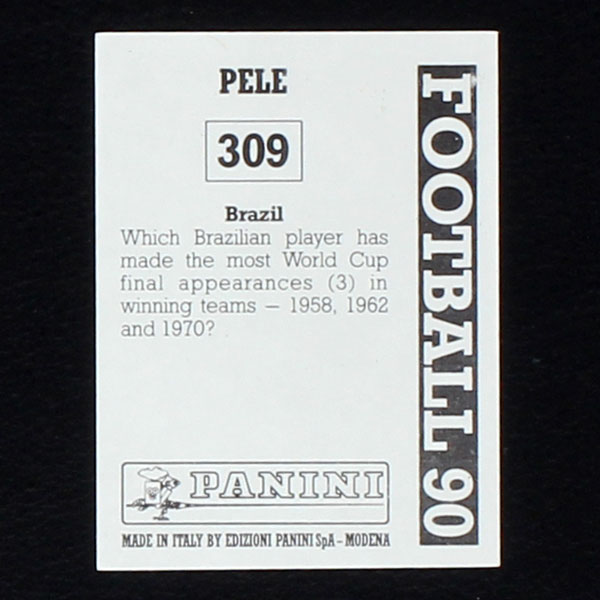 PELE
309
Brazil
Which Brazilian player has
made the most World Cup
final appearances (3) in
winning teams — 1958, 1962
and 1970?
PANINI
MADE IN ITALY BY EDIZIONI PANINI SpA - MODENA
FOOTBALL 90